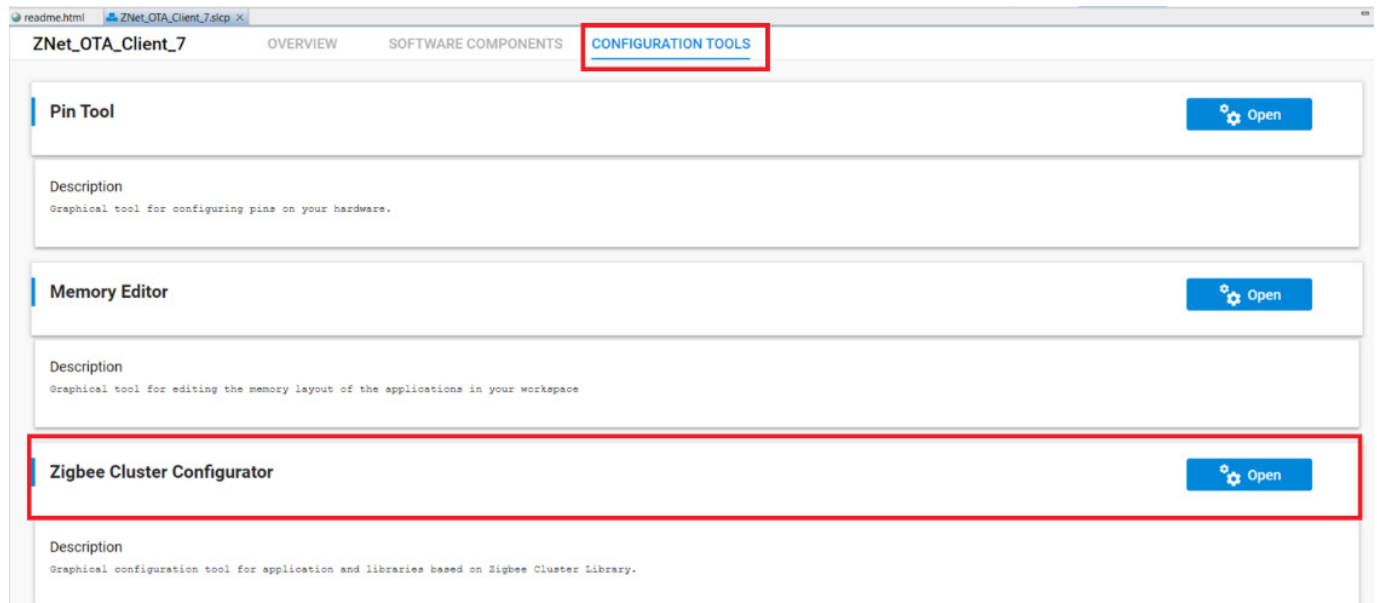 readme.html
ZNet_OTA_Client_7.slcp
ZNet_OTA_Client_7 OVERVIEW SOFTWARE COMPONENTS CONFIGURATION TOOLS
Pin Tool
Open
Description
Graphical tool for configuring pins on your hardware.
Memory Editor
Open
Description
Graphical tool for editing the memory layout of the applications in your workspace
Zigbee Cluster Configurator
Open
Description
Graphical configuration tool for application and libraries based on Zigbee Cluster Library.